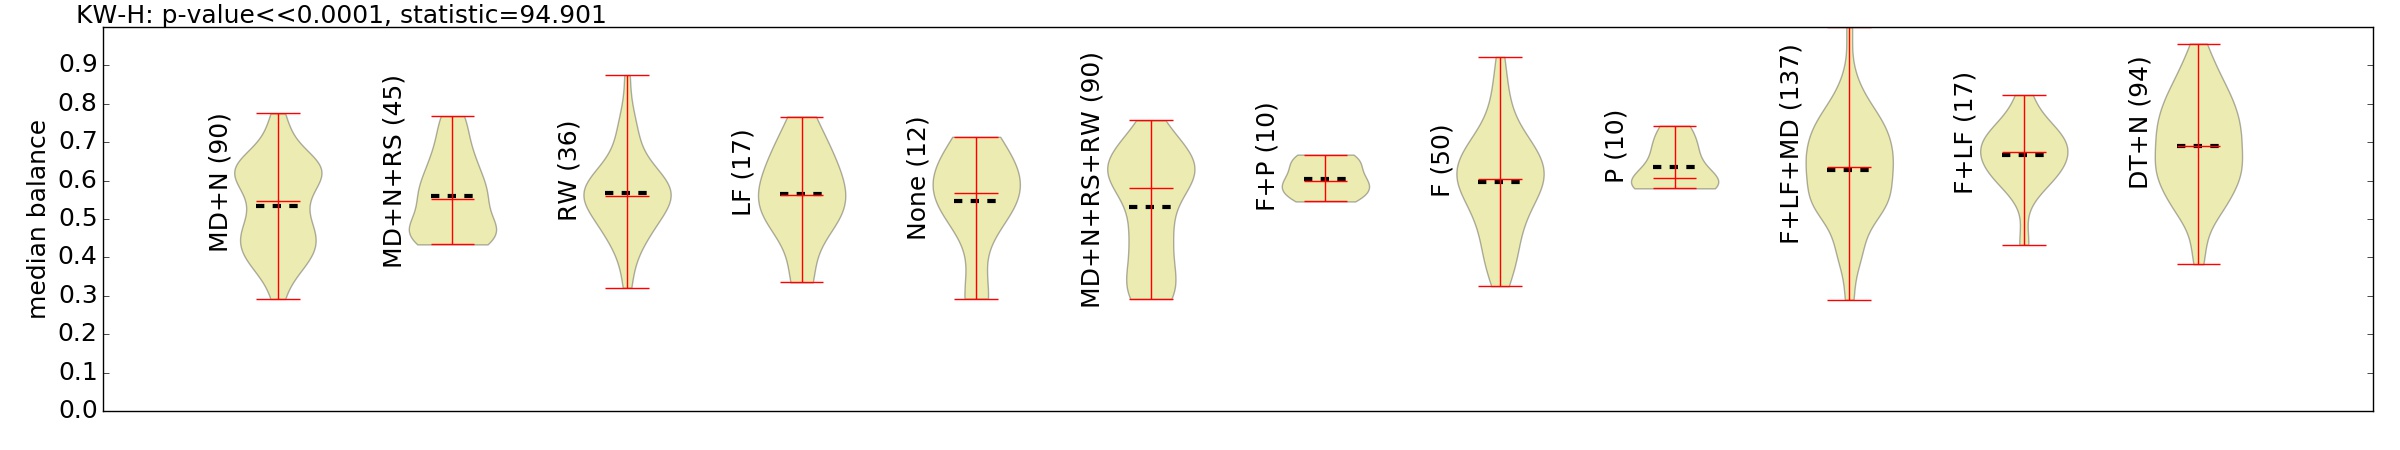 KW-H: p-value<<0.0001, statistic=94.901
median balance
0.9
0.8
0.7
0.6
0.5
0.4
0.3
0.2
0.1
0.0
MD+N (90)
MD+N+RS (45)
RW (36)
LF (17)
None (12)
MD+N+RS+RW (90)
F+P (10)
F (50)
P (10)
F+LF+MD (137)
F+LF (17)
DT+N (94)